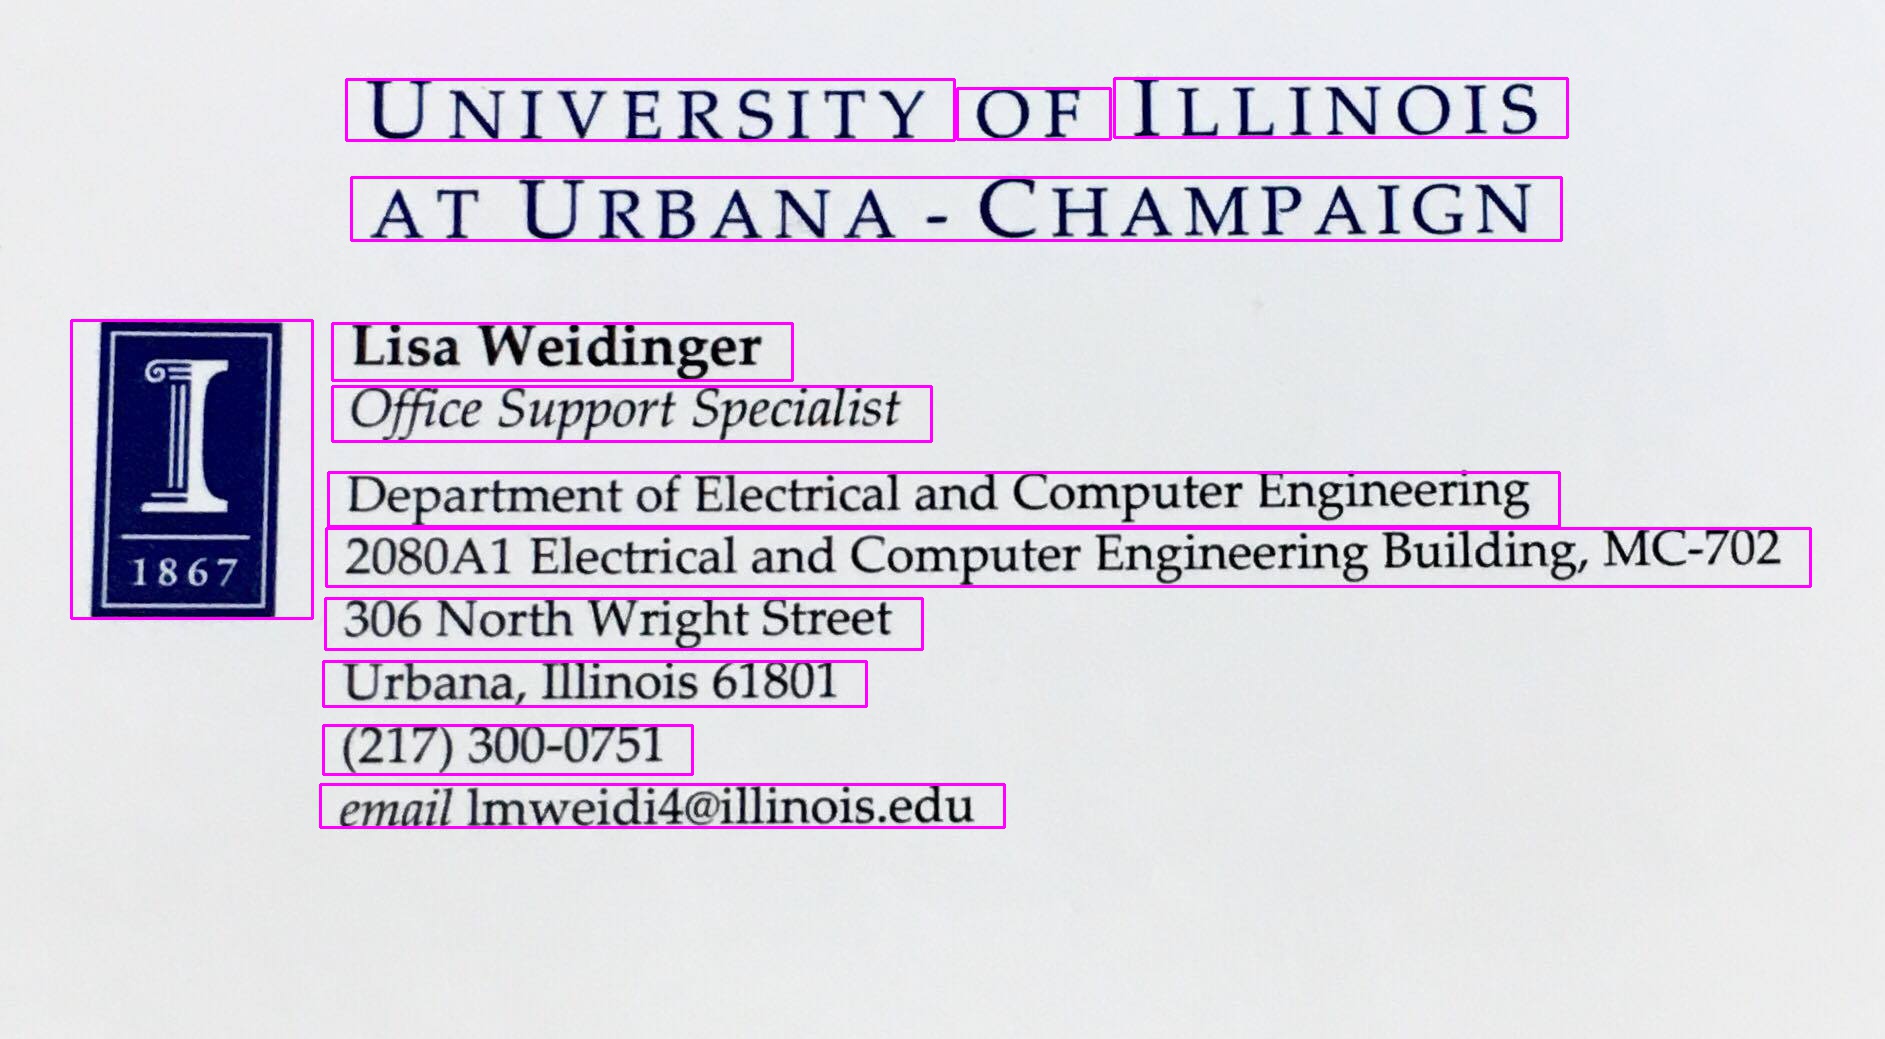 UNIVERSITY OF ILLINOIS
AT URBANA - CHAMPAIGN
I
1867
Lisa Weidinger
Office Support Specialist
Department of Electrical and Computer Engineering
2080A1 Electrical and Computer Engineering Building, MC-702
306 North Wright Street
Urbana, Illinois 61801
(217) 300-0751
email lmweidi4@illinois.edu